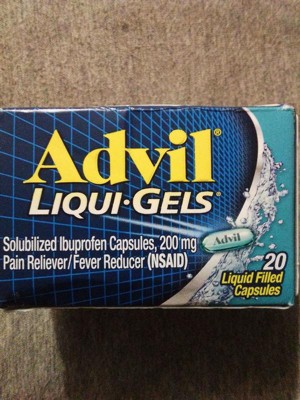 Advil®
LIQUI·GELS®
Solubilized Ibuprofen Capsules, 200 mg
Pain Reliever/Fever Reducer (NSAID)
Advil
20
Liquid Filled
Capsules